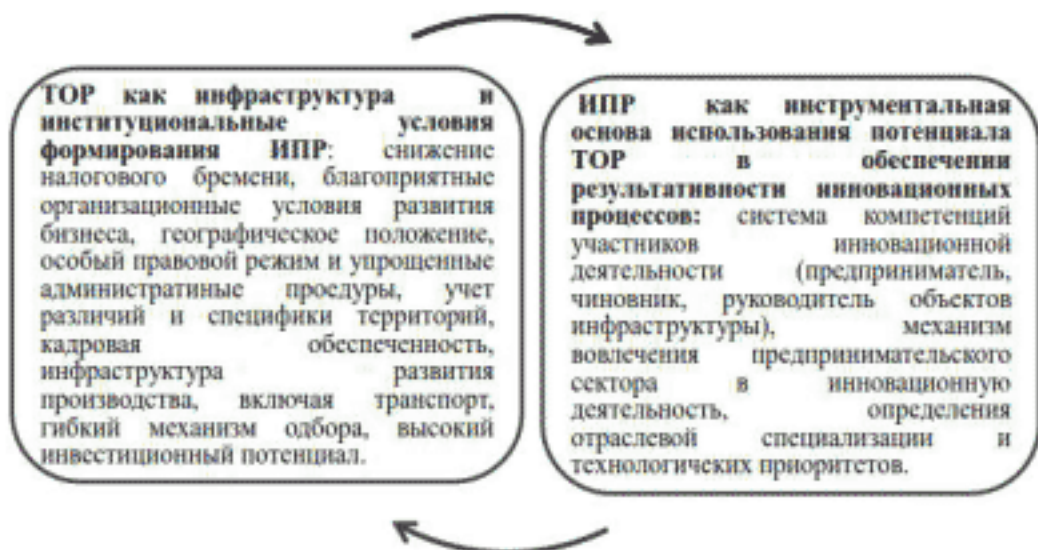 ТОР как инфраструктура и
институциональные условия
формирования ИПР: снижение
налогового бремени, благоприятные
организационные условия развития
бизнеса, географическое положение,
особый правовой режим и упрощенные
администратиные проедуры, учет
различий и специфики территорий,
кадровая обеспеченность,
инфраструктура развития
производства, включая транспорт,
гибкий механизм одбора, высокий
инвестиционный потенциал.
ИПР как инструментальная
основа использования потенциала
ТОР в обеспечении
результативности инновационных
процессов: система компетенций
участников инновационной
деятельности (предприниматель,
чиновник, руководитель объектов
инфраструктуры), механизм
вовлечения предпринимательского
сектора в инновационную
деятельность, определения
отраслевой специализации и
технологичеких приоритетов.